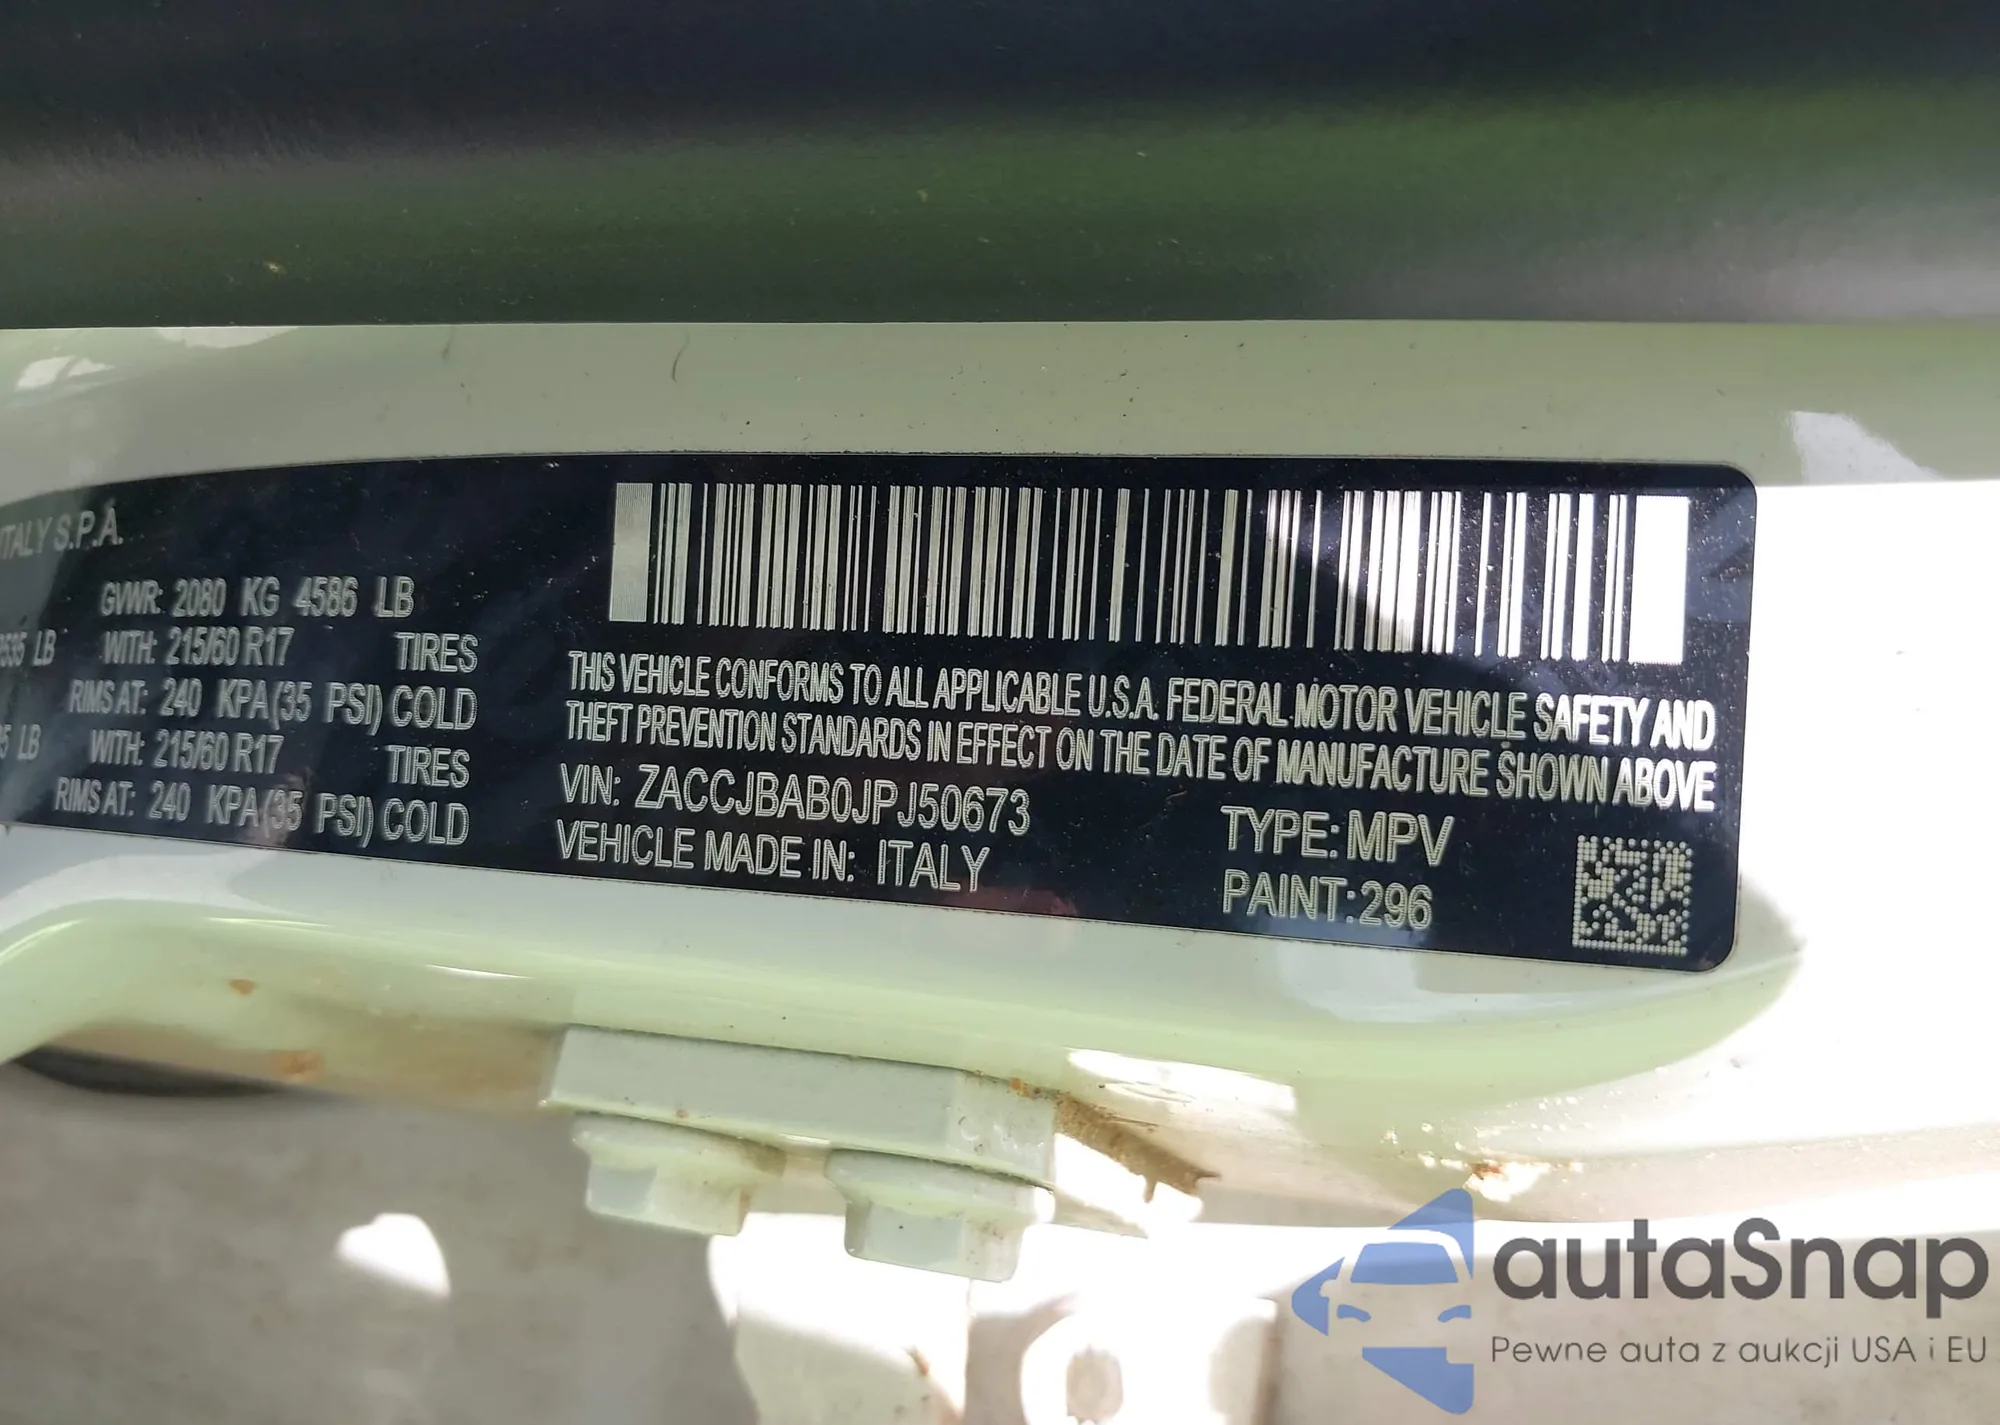 ITALY S.P.A.
GVWR: 2080 KG 4586 LB
LB WITH: 215/60 R17 TIRES
RIMS AT: 240 KPA(35 PSI) COLD
LB WITH: 215/60 R17 TIRES
RIMS AT: 240 KPA(35 PSI) COLD
THIS VEHICLE CONFORMS TO ALL APPLICABLE U.S.A. FEDERAL MOTOR VEHICLE SAFETY AND
THEFT PREVENTION STANDARDS IN EFFECT ON THE DATE OF MANUFACTURE SHOWN ABOVE
VIN: ZACCJBAB0JPJ50673
VEHICLE MADE IN: ITALY
TYPE: MPV
PAINT: 296
autaSnap
Pewne auta z aukcji USA i EU